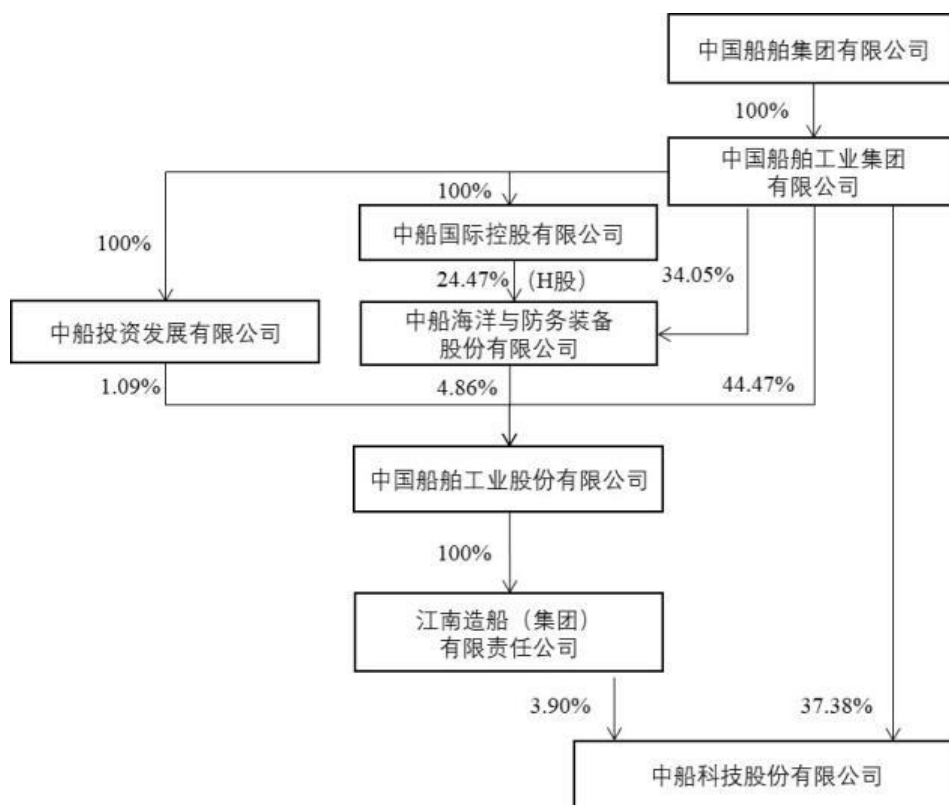 中国船舶集团有限公司
100%
中国船舶工业集团
有限公司
100%
中船国际控股有限公司
100%
24.47%（H股）
34.05%
中船投资发展有限公司
中船海洋与防务装备
股份有限公司
1.09%
4.86%
44.47%
中国船舶工业股份有限公司
100%
江南造船（集团）
有限责任公司
3.90%
37.38%
中船科技股份有限公司